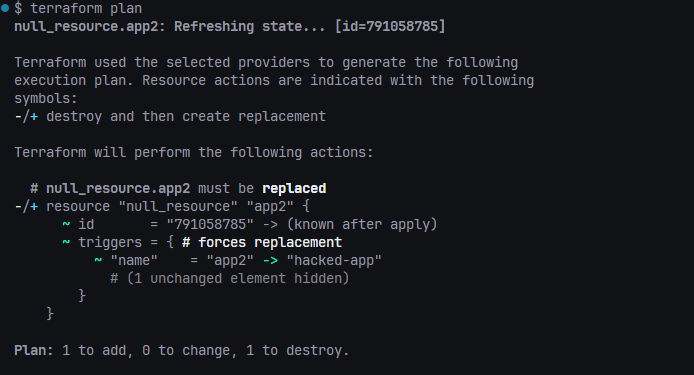 $ terraform plan
null_resource.app2: Refreshing state... [id=791058785]
Terraform used the selected providers to generate the following
execution plan. Resource actions are indicated with the following
symbols:
-/+ destroy and then create replacement
Terraform will perform the following actions:
# null_resource.app2 must be replaced
-/+ resource "null_resource" "app2" {
~ id = "791058785" -> (known after apply)
~ triggers = { # forces replacement
~ "name" = "app2" -> "hacked-app"
# (1 unchanged element hidden)
}
}
Plan: 1 to add, 0 to change, 1 to destroy.